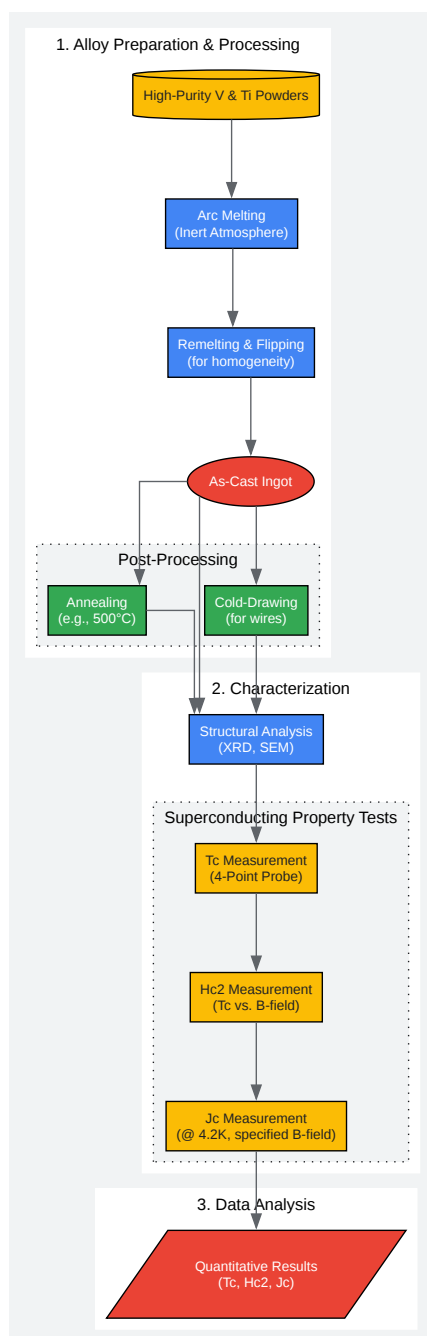 1. Alloy Preparation & Processing
High-Purity V & Ti Powders
Arc Melting
(Inert Atmosphere)
Remelting & Flipping
(for homogeneity)
As-Cast Ingot
Post-Processing
Annealing
(e.g., 500°C)
Cold-Drawing
(for wires)
2. Characterization
Structural Analysis
(XRD, SEM)
Superconducting Property Tests
Tc Measurement
(4-Point Probe)
Hc2 Measurement
(Tc vs. B-field)
Jc Measurement
(@ 4.2K, specified B-field)
3. Data Analysis
Quantitative Results
(Tc, Hc2, Jc)